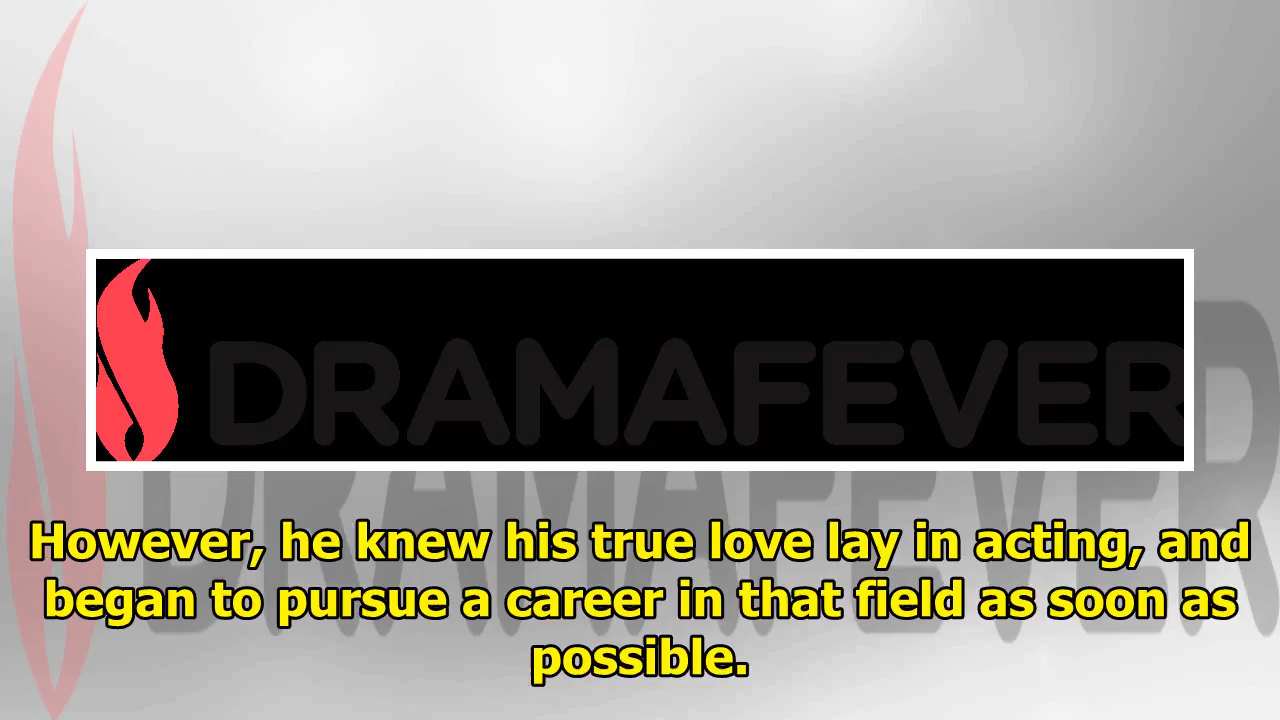 DRAMAFEVER
DRAMAFEVER
However, he knew his true love lay in acting, and
began to pursue a career in that field as soon as
possible.